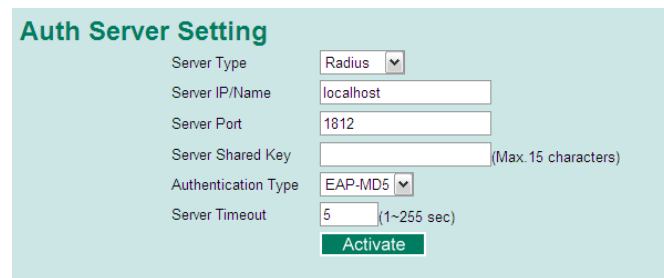 Auth Server Setting
Server Type Radius
Server IP/Name localhost
Server Port 1812
Server Shared Key (Max.15 characters)
Authentication Type EAP-MD5
Server Timeout 5 (1~255 sec)
Activate